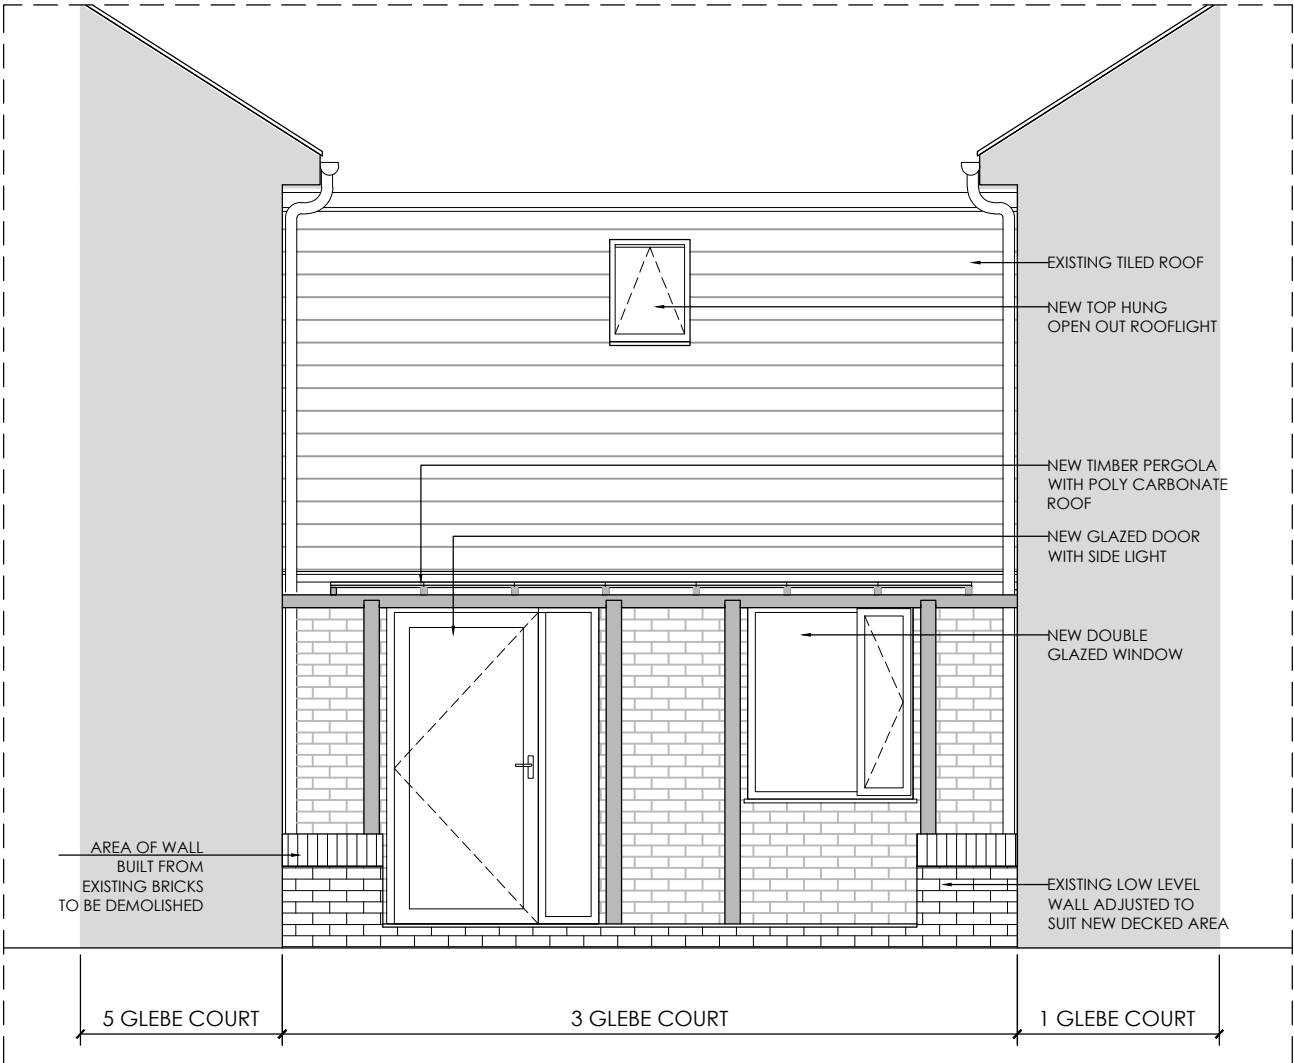 EXISTING TILED ROOF
NEW TOP HUNG
OPEN OUT ROOFLIGHT
NEW TIMBER PERGOLA
WITH POLY CARBONATE
ROOF
NEW GLAZED DOOR
WITH SIDE LIGHT
NEW DOUBLE
GLAZED WINDOW
AREA OF WALL
BUILT FROM
EXISTING BRICKS
TO BE DEMOLISHED
EXISTING LOW LEVEL
WALL ADJUSTED TO
SUIT NEW DECKED AREA
5 GLEBE COURT
3 GLEBE COURT
1 GLEBE COURT